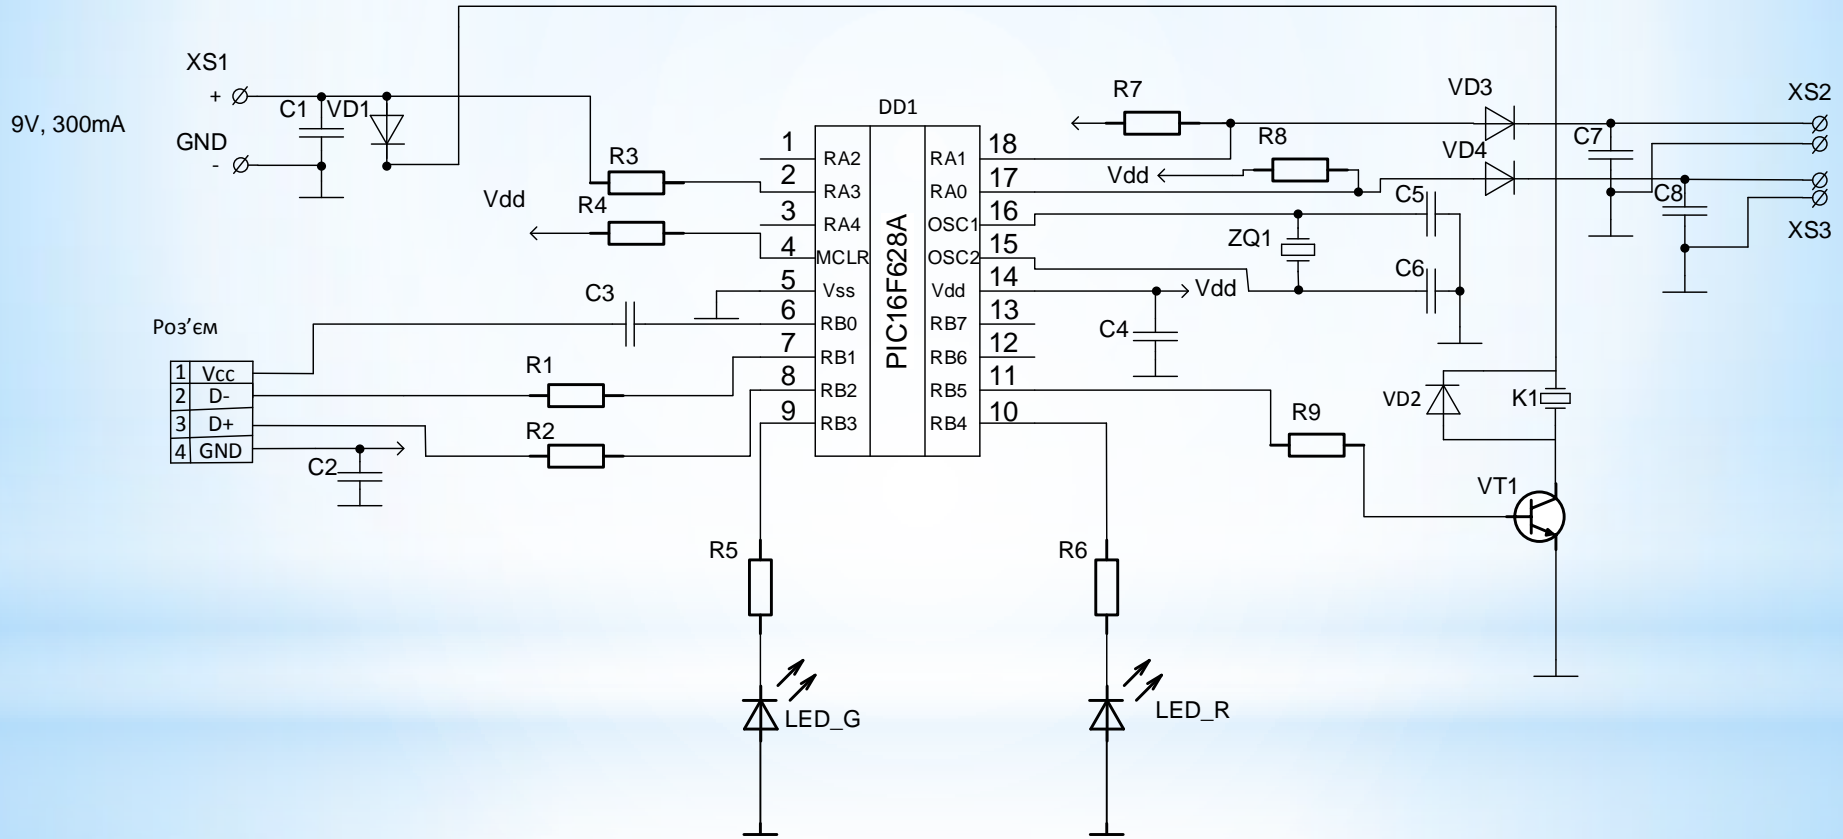 XS1
+
9V, 300mA
GND
-
C1
VD1
R3
Vdd
R4
C3
Роз’єм
1 Vcc
2 D-
3 D+
4 GND
C2
R1
R2
DD1
PIC16F628A
1 RA2
2 RA3
3 RA4
4 MCLR
5 Vss
6 RB0
7 RB1
8 RB2
9 RB3
18 RA1
17 RA0
16 OSC1
15 OSC2
14 Vdd
13 RB7
12 RB6
11 RB5
10 RB4
R7
R8
Vdd
VD3
VD4
C7
C8
XS2
XS3
C5
ZQ1
C6
Vdd
C4
VD2
K1
R9
VT1
R5
R6
LED_G
LED_R